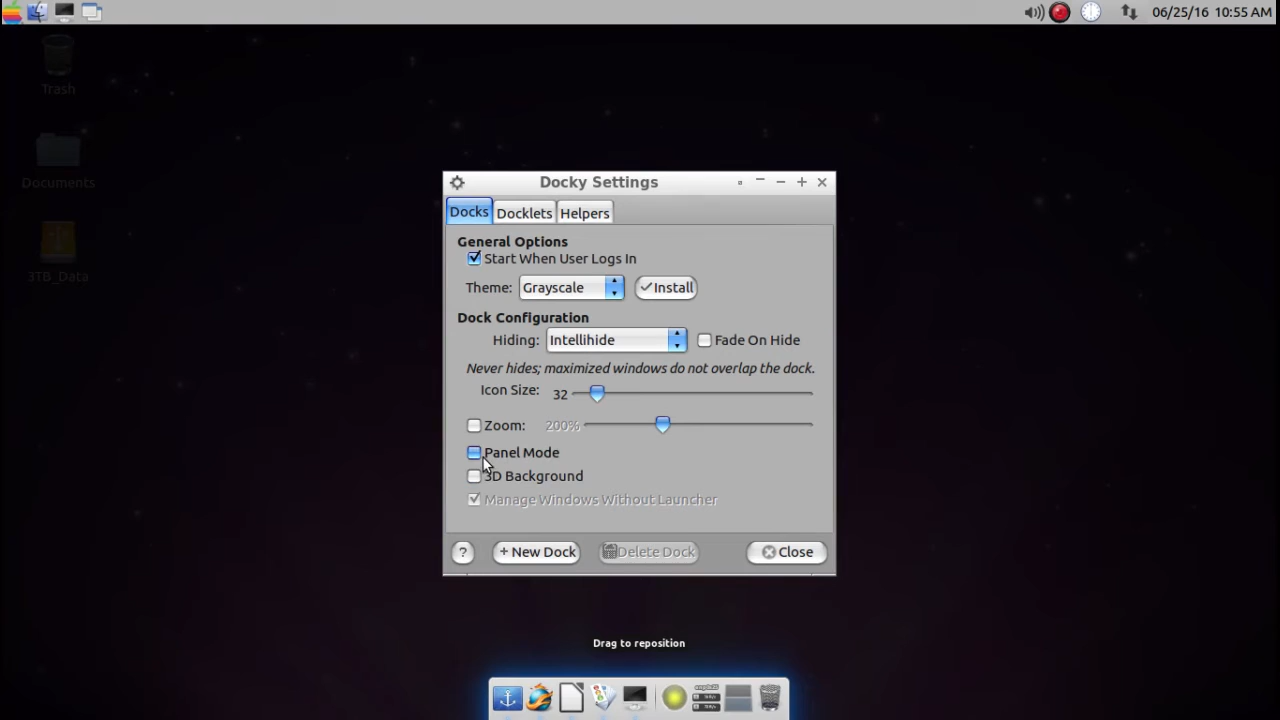 06/25/16 10:55 AM
Trash
Documents
3TB_Data
Docky Settings
Docks Docklets Helpers
General Options
Start When User Logs In
Theme: Grayscale Install
Dock Configuration
Hiding: Intellihide Fade On Hide
Never hides; maximized windows do not overlap the dock.
Icon Size: 32
Zoom: 200%
Panel Mode
3D Background
Manage Windows Without Launcher
? + New Dock Delete Dock Close
Drag to reposition